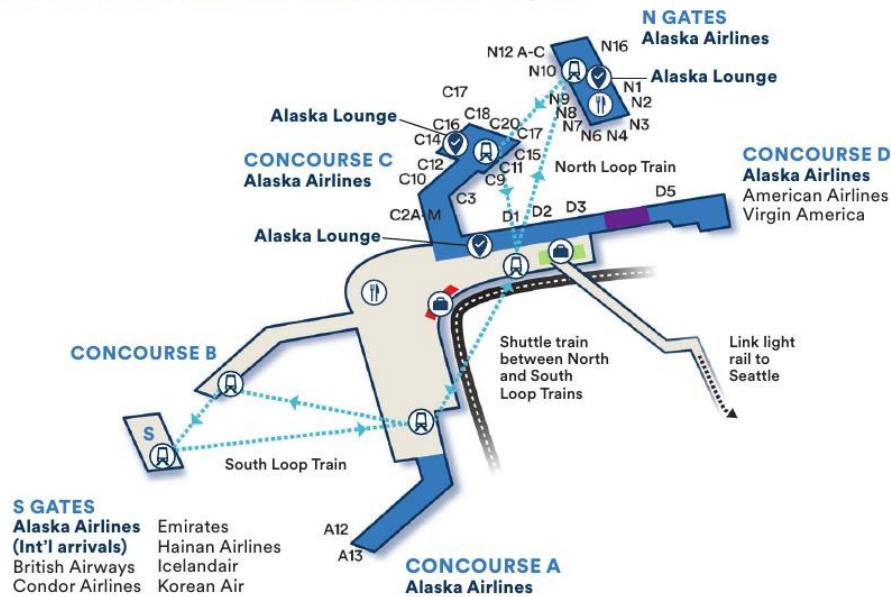 N GATES
Alaska Airlines
N12 A-C
N16
N10
Alaska Lounge
N1
N2
N3
N4
N6
N7
N8
N9
C17
Alaska Lounge
C18
C16
C20
C14
C17
CONCOURSE C
Alaska Airlines
C12
C15
C11
C10
C9
North Loop Train
C3
C2A-M
CONCOURSE D
Alaska Airlines
American Airlines
Virgin America
D5
D3
D2
D1
Alaska Lounge
CONCOURSE B
Shuttle train
between North
and South
Loop Trains
Link light
rail to
Seattle
S
South Loop Train
S GATES
Alaska Airlines
(Int'l arrivals)
British Airways
Condor Airlines
Emirates
Hainan Airlines
Icelandair
Korean Air
A12
A13
CONCOURSE A
Alaska Airlines